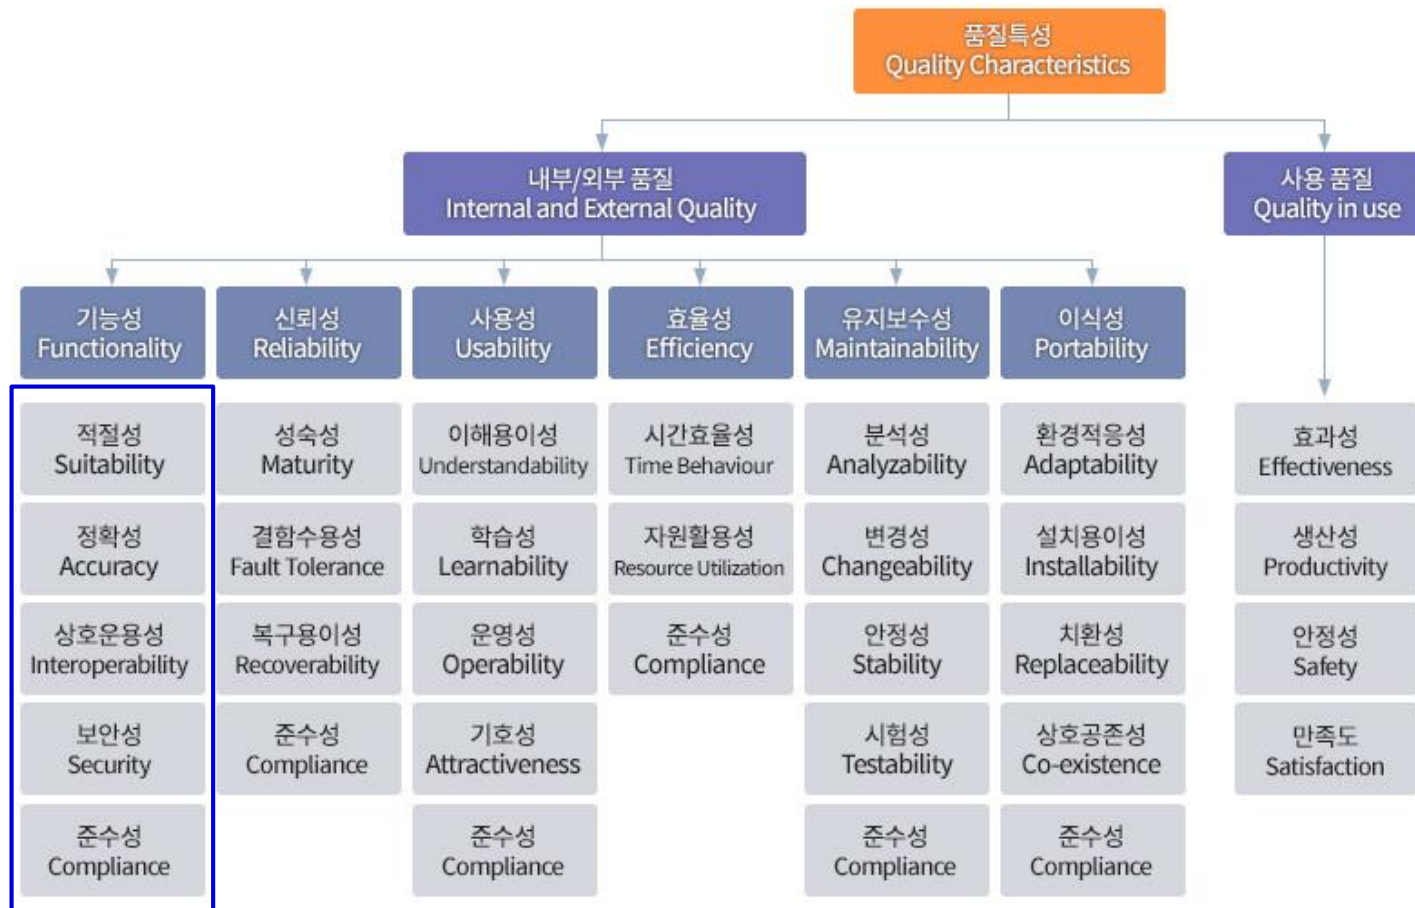 품질특성
Quality Characteristics
내부/외부 품질
Internal and External Quality
사용 품질
Quality in use
기능성
Functionality
적절성
Suitability
정확성
Accuracy
상호운용성
Interoperability
보안성
Security
준수성
Compliance
신뢰성
Reliability
성숙성
Maturity
결함수용성
Fault Tolerance
복구용이성
Recoverability
준수성
Compliance
사용성
Usability
이해용이성
Understandability
학습성
Learnability
운영성
Operability
기호성
Attractiveness
준수성
Compliance
효율성
Efficiency
시간효율성
Time Behaviour
자원활용성
Resource Utilization
준수성
Compliance
유지보수성
Maintainability
분석성
Analyzability
변경성
Changeability
안정성
Stability
시험성
Testability
준수성
Compliance
이식성
Portability
환경적응성
Adaptability
설치용이성
Installability
치환성
Replaceability
상호공존성
Co-existence
준수성
Compliance
효과성
Effectiveness
생산성
Productivity
안정성
Safety
만족도
Satisfaction